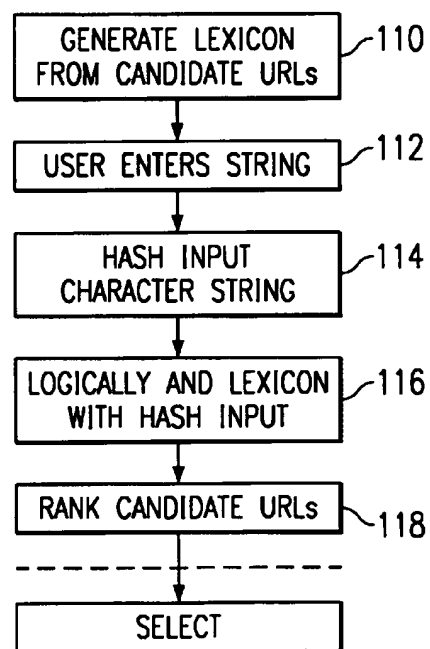 GENERATE LEXICON
FROM CANDIDATE URLs
110
USER ENTERS STRING
112
HASH INPUT
CHARACTER STRING
114
LOGICALLY AND LEXICON
WITH HASH INPUT
116
RANK CANDIDATE URLs
118
SELECT